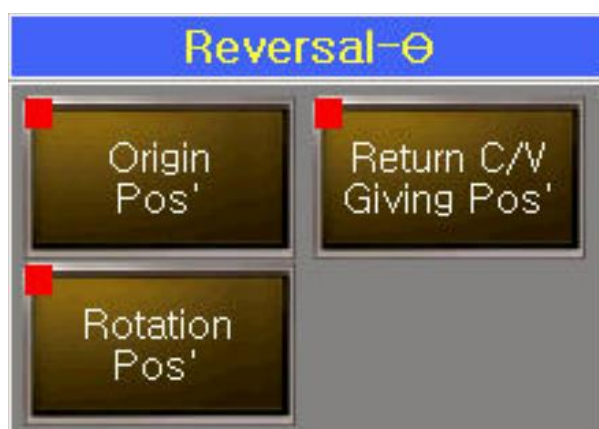 Reversal-Θ
Origin
Pos'
Return C/V
Giving Pos'
Rotation
Pos'